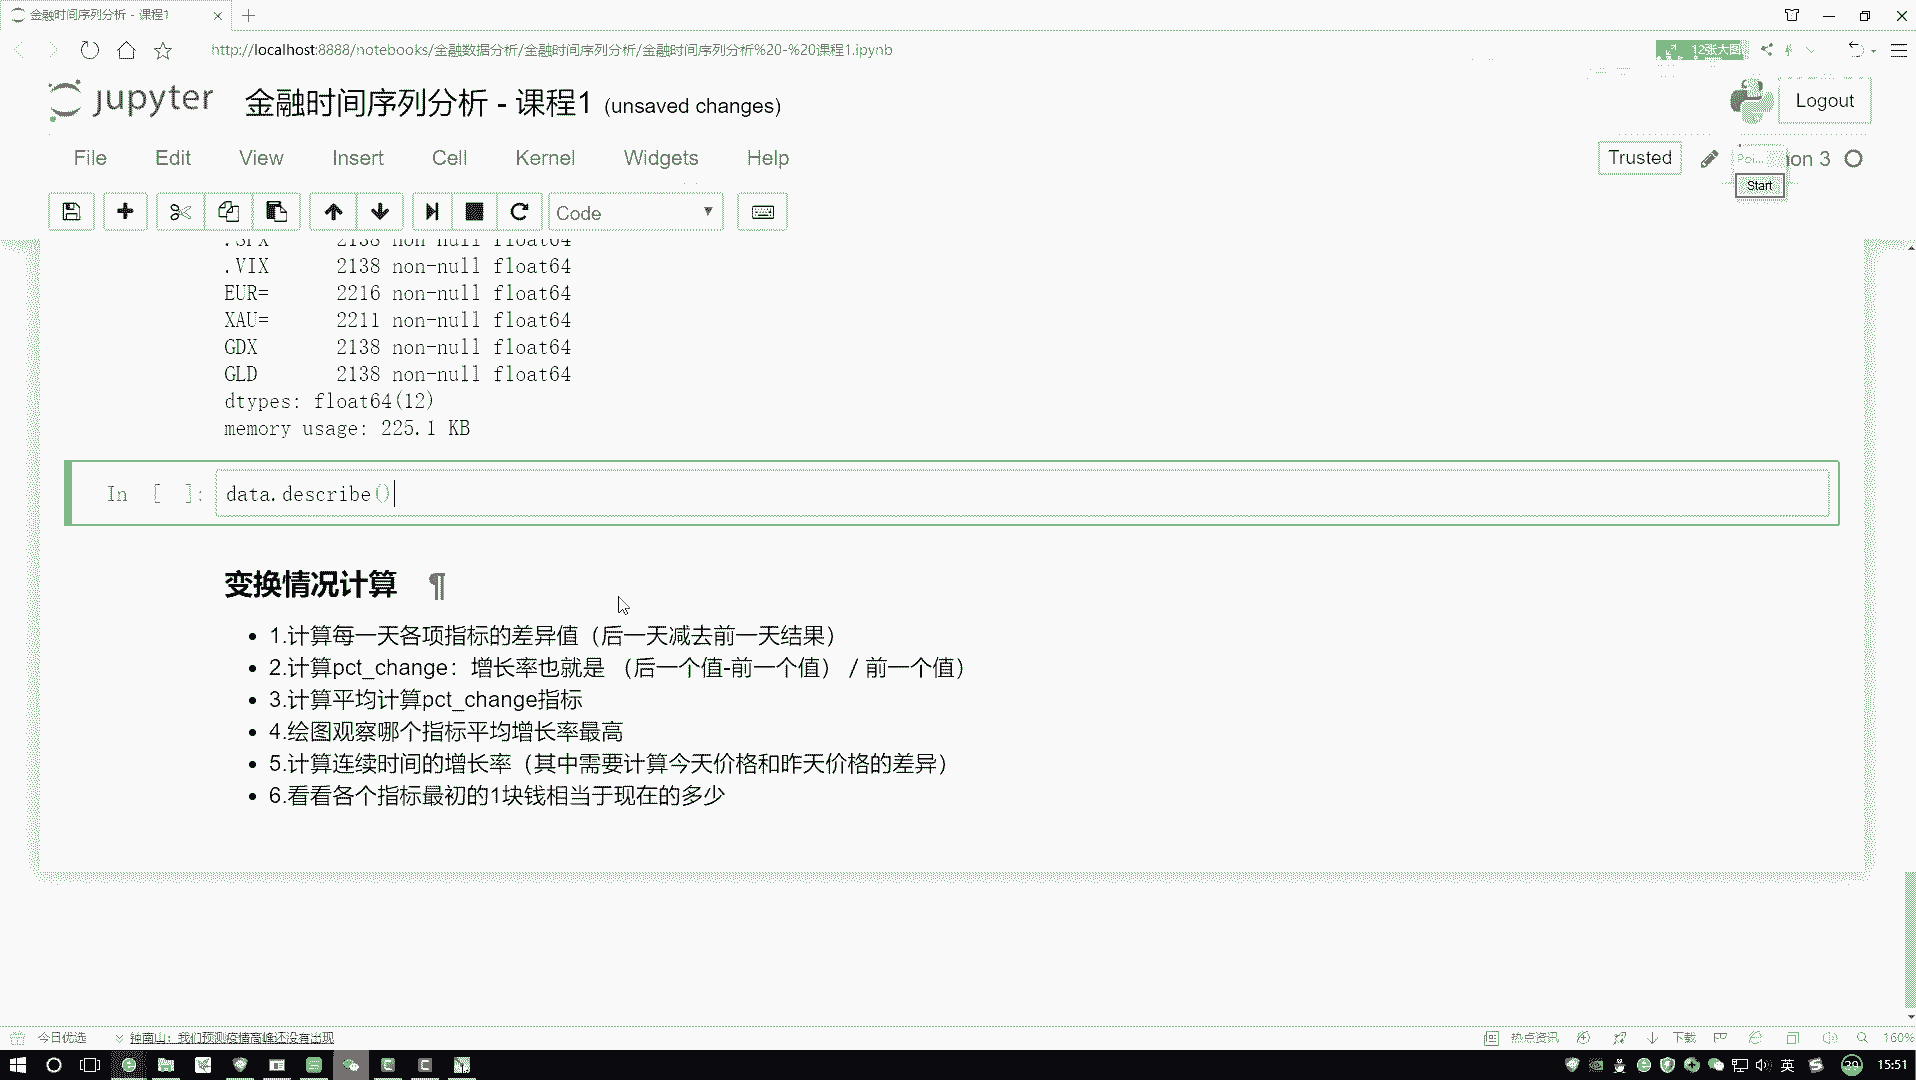 金融时间序列分析 - 课程1
http://localhost:8888/notebooks/金融数据分析/金融时间序列分析/金融时间序列分析%20-%20课程1.ipynb
12张大图
jupyter 金融时间序列分析 - 课程1 (unsaved changes)
Logout
File Edit View Insert Cell Kernel Widgets Help
Trusted
Poi... on 3
Start
Code
.SPX 2138 non-null float64
.VIX 2138 non-null float64
EUR= 2216 non-null float64
XAU= 2211 non-null float64
GDX 2138 non-null float64
GLD 2138 non-null float64
dtypes: float64(12)
memory usage: 225.1 KB
In [ ]: data.describe()
变换情况计算 ¶
1.计算每一天各项指标的差异值（后一天减去前一天结果）
2.计算pct_change：增长率也就是 （后一个值-前一个值） / 前一个值）
3.计算平均计算pct_change指标
4.绘图观察哪个指标平均增长率最高
5.计算连续时间的增长率（其中需要计算今天价格和昨天价格的差异）
6.看看各个指标最初的1块钱相当于现在的多少
今日优选 钟南山：我们预测疫情高峰还没有出现
热点资讯 下载 160%
英 29 15:51